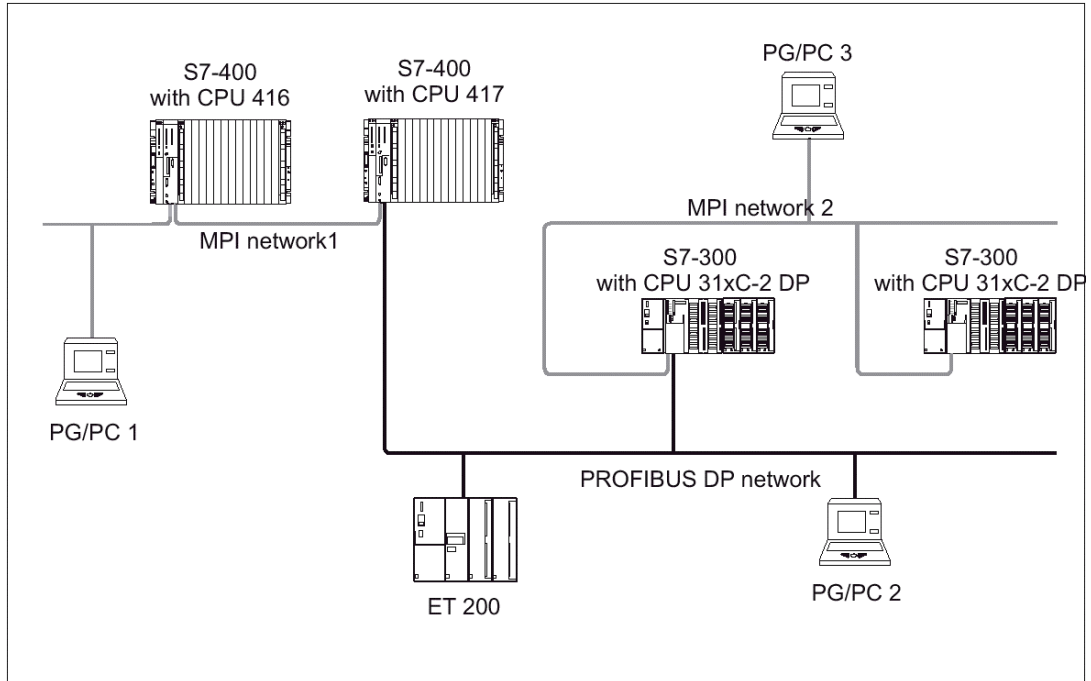 PG/PC 3
S7-400
with CPU 416
S7-400
with CPU 417
MPI network1
MPI network 2
S7-300
with CPU 31xC-2 DP
S7-300
with CPU 31xC-2 DP
PG/PC 1
PROFIBUS DP network
ET 200
PG/PC 2